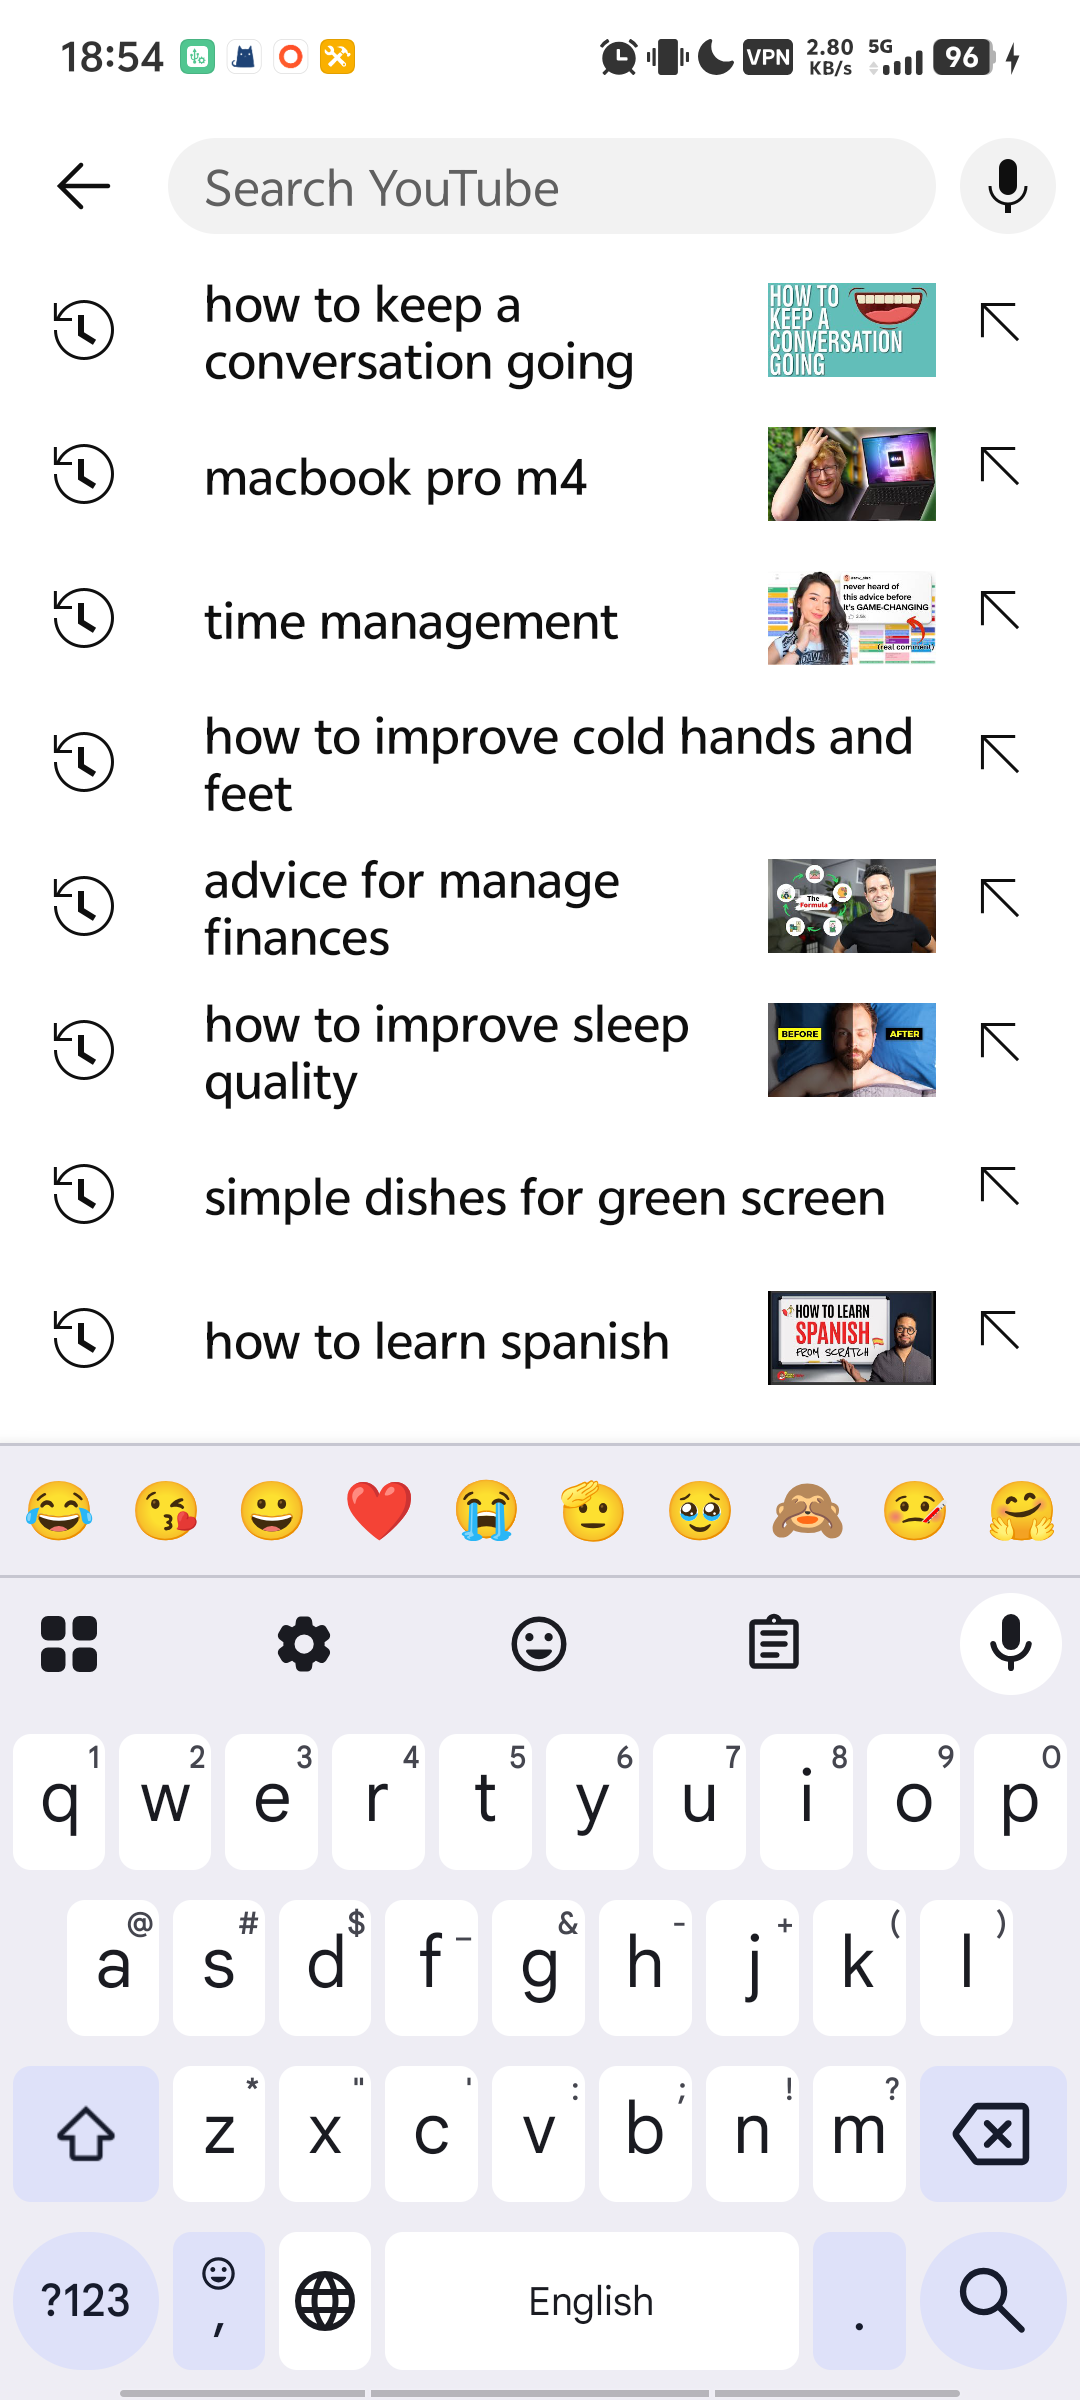 18:54
VPN
2.80
KB/s
5G
96
Search YouTube
how to keep a
conversation going
HOW TO
KEEP A
CONVERSATION
GOING
macbook pro m4
time management
never heard of
this advice before
It's GAME-CHANGING
(real comment)
how to improve cold hands and
feet
advice for manage
finances
The
Formula
how to improve sleep
quality
BEFORE
AFTER
simple dishes for green screen
how to learn spanish
HOW TO LEARN
SPANISH
FROM SCRATCH
1 2 3 4 5 6 7 8 9 0
q w e r t y u i o p
@ # $ _ & - + ( )
a s d f g h j k l
* " ' : ; ! ?
z x c v b n m
?123 , English .